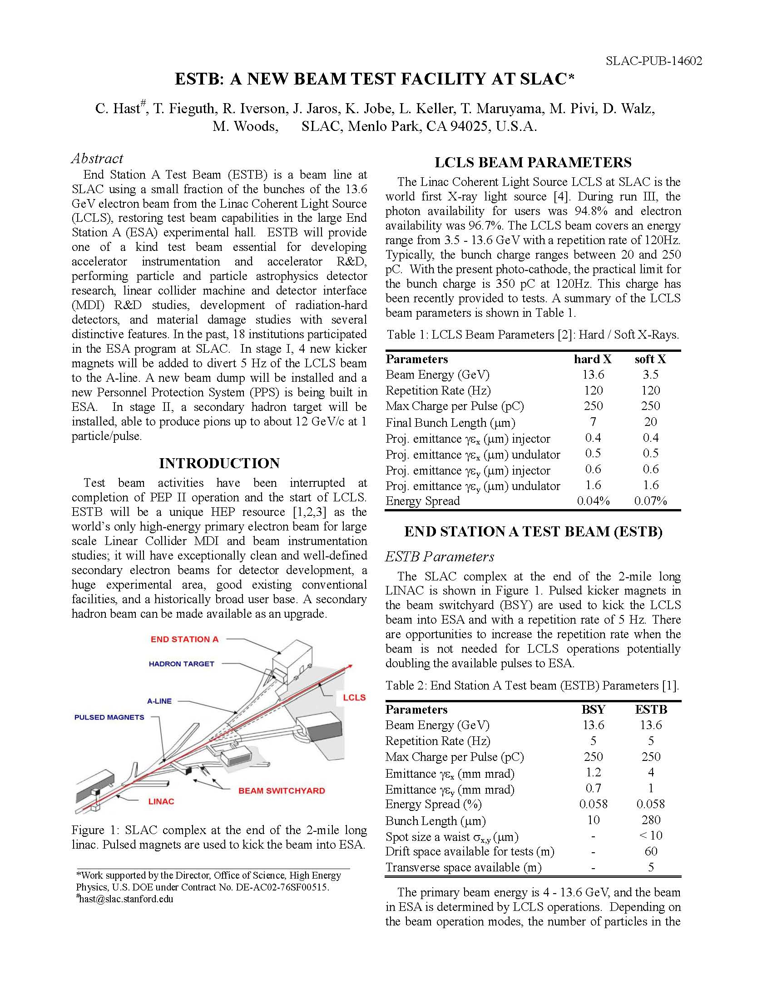 SLAC-PUB-14602
ESTB: A NEW BEAM TEST FACILITY AT SLAC*
C. Hast#, T. Fieguth, R. Iverson, J. Jaros, K. Jobe, L. Keller, T. Maruyama, M. Pivi, D. Walz,
M. Woods, SLAC, Menlo Park, CA 94025, U.S.A.
Abstract
End Station A Test Beam (ESTB) is a beam line at
SLAC using a small fraction of the bunches of the 13.6
GeV electron beam from the Linac Coherent Light Source
(LCLS), restoring test beam capabilities in the large End
Station A (ESA) experimental hall. ESTB will provide
one of a kind test beam essential for developing
accelerator instrumentation and accelerator R&D,
performing particle and particle astrophysics detector
research, linear collider machine and detector interface
(MDI) R&D studies, development of radiation-hard
detectors, and material damage studies with several
distinctive features. In the past, 18 institutions participated
in the ESA program at SLAC. In stage I, 4 new kicker
magnets will be added to divert 5 Hz of the LCLS beam
to the A-line. A new beam dump will be installed and a
new Personnel Protection System (PPS) is being built in
ESA. In stage II, a secondary hadron target will be
installed, able to produce pions up to about 12 GeV/c at 1
particle/pulse.
INTRODUCTION
Test beam activities have been interrupted at
completion of PEP II operation and the start of LCLS.
ESTB will be a unique HEP resource [1,2,3] as the
world's only high-energy primary electron beam for large
scale Linear Collider MDI and beam instrumentation
studies; it will have exceptionally clean and well-defined
secondary electron beams for detector development, a
huge experimental area, good existing conventional
facilities, and a historically broad user base. A secondary
hadron beam can be made available as an upgrade.
END STATION A
HADRON TARGET
A-LINE
LCLS
PULSED MAGNETS
BEAM SWITCHYARD
LINAC
Figure 1: SLAC complex at the end of the 2-mile long
linac. Pulsed magnets are used to kick the beam into ESA.
*Work supported by the Director, Office of Science, High Energy
Physics, U.S. DOE under Contract No. DE-AC02-76SF00515.
#hast@slac.stanford.edu
LCLS BEAM PARAMETERS
The Linac Coherent Light Source LCLS at SLAC is the
world first X-ray light source [4]. During run III, the
photon availability for users was 94.8% and electron
availability was 96.7%. The LCLS beam covers an energy
range from 3.5 - 13.6 GeV with a repetition rate of 120Hz.
Typically, the bunch charge ranges between 20 and 250
pC. With the present photo-cathode, the practical limit for
the bunch charge is 350 pC at 120Hz. This charge has
been recently provided to tests. A summary of the LCLS
beam parameters is shown in Table 1.
Table 1: LCLS Beam Parameters [2]: Hard / Soft X-Rays.
Parameters hard X soft X
Beam Energy (GeV) 13.6 3.5
Repetition Rate (Hz) 120 120
Max Charge per Pulse (pC) 250 250
Final Bunch Length (μm) 7 20
Proj. emittance γεx (μm) injector 0.4 0.4
Proj. emittance γεx (μm) undulator 0.5 0.5
Proj. emittance γεy (μm) injector 0.6 0.6
Proj. emittance γεy (μm) undulator 1.6 1.6
Energy Spread 0.04% 0.07%
END STATION A TEST BEAM (ESTB)
ESTB Parameters
The SLAC complex at the end of the 2-mile long
LINAC is shown in Figure 1. Pulsed kicker magnets in
the beam switchyard (BSY) are used to kick the LCLS
beam into ESA and with a repetition rate of 5 Hz. There
are opportunities to increase the repetition rate when the
beam is not needed for LCLS operations potentially
doubling the available pulses to ESA.
Table 2: End Station A Test beam (ESTB) Parameters [1].
Parameters BSY ESTB
Beam Energy (GeV) 13.6 13.6
Repetition Rate (Hz) 5 5
Max Charge per Pulse (pC) 250 250
Emittance γεx (mm mrad) 1.2 4
Emittance γεy (mm mrad) 0.7 1
Energy Spread (%) 0.058 0.058
Bunch Length (μm) 10 280
Spot size a waist σx,y (μm) - < 10
Drift space available for tests (m) - 60
Transverse space available (m) - 5
The primary beam energy is 4 - 13.6 GeV, and the beam
in ESA is determined by LCLS operations. Depending on
the beam operation modes, the number of particles in the